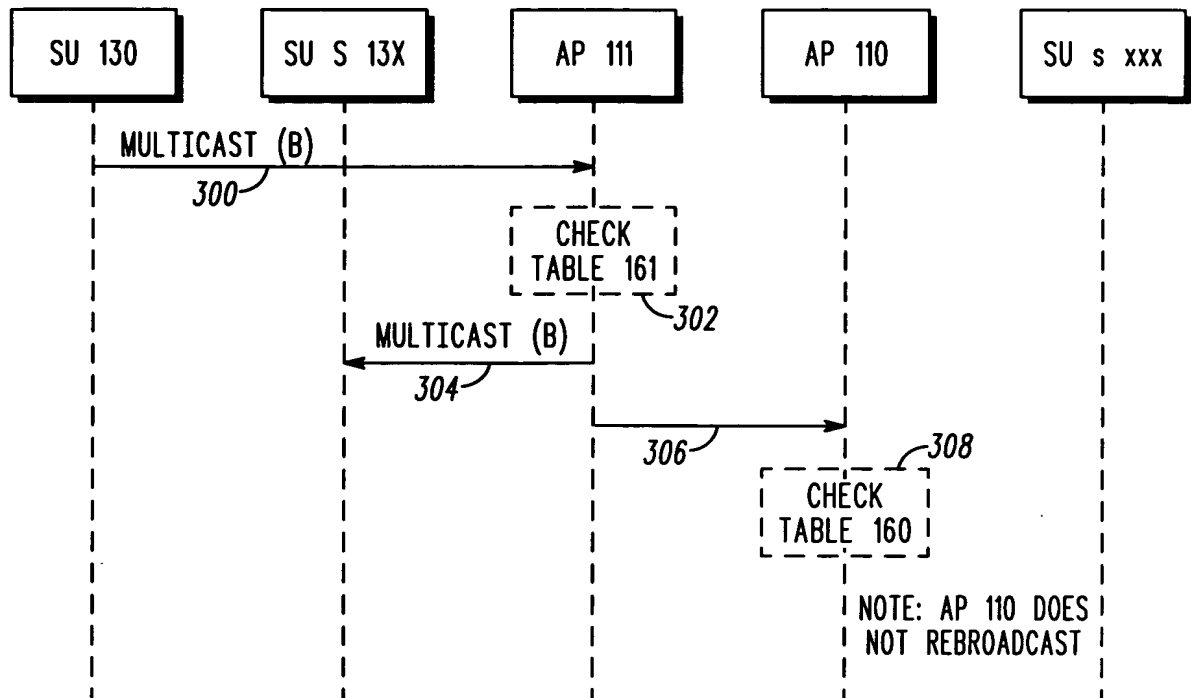 SU 130
SU S 13X
AP 111
AP 110
SU s xxx
MULTICAST (B)
300
CHECK
TABLE 161
302
MULTICAST (B)
304
306
308
CHECK
TABLE 160
NOTE: AP 110 DOES
NOT REBROADCAST